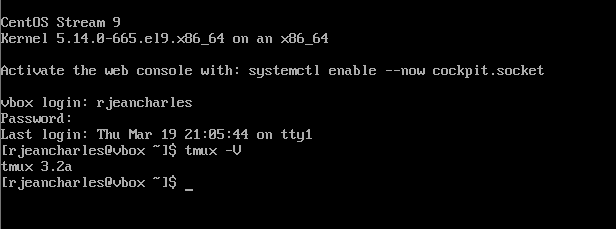 CentOS Stream 9
Kernel 5.14.0-665.el9.x86_64 on an x86_64
Activate the web console with: systemctl enable --now cockpit.socket
vbox login: rjeancharles
Password:
Last login: Thu Mar 19 21:05:44 on tty1
[rjeancharles@vbox ~]$ tmux -V
tmux 3.2a
[rjeancharles@vbox ~]$ _